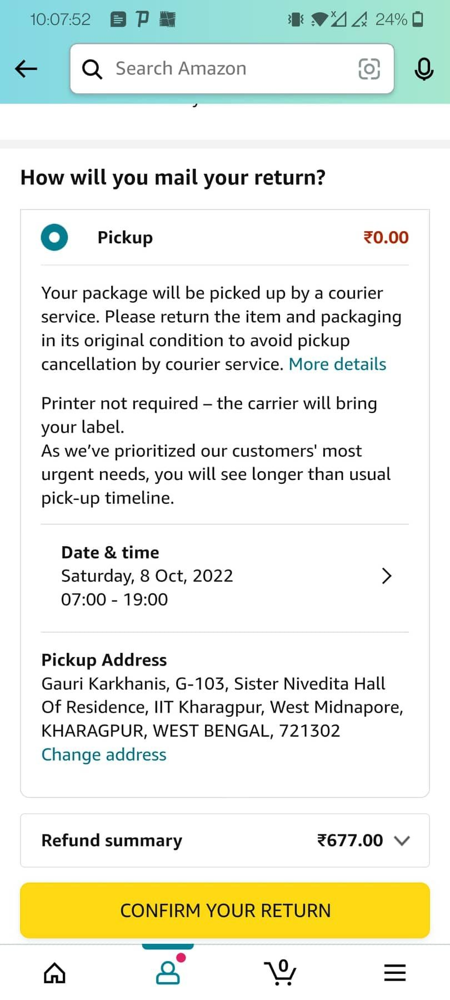 10:07:52
24%
Search Amazon
How will you mail your return?
Pickup ₹0.00
Your package will be picked up by a courier
service. Please return the item and packaging
in its original condition to avoid pickup
cancellation by courier service. More details
Printer not required – the carrier will bring
your label.
As we’ve prioritized our customers' most
urgent needs, you will see longer than usual
pick-up timeline.
Date & time
Saturday, 8 Oct, 2022
07:00 - 19:00
Pickup Address
Gauri Karkhanis, G-103, Sister Nivedita Hall
Of Residence, IIT Kharagpur, West Midnapore,
KHARAGPUR, WEST BENGAL, 721302
Change address
Refund summary ₹677.00
CONFIRM YOUR RETURN
0